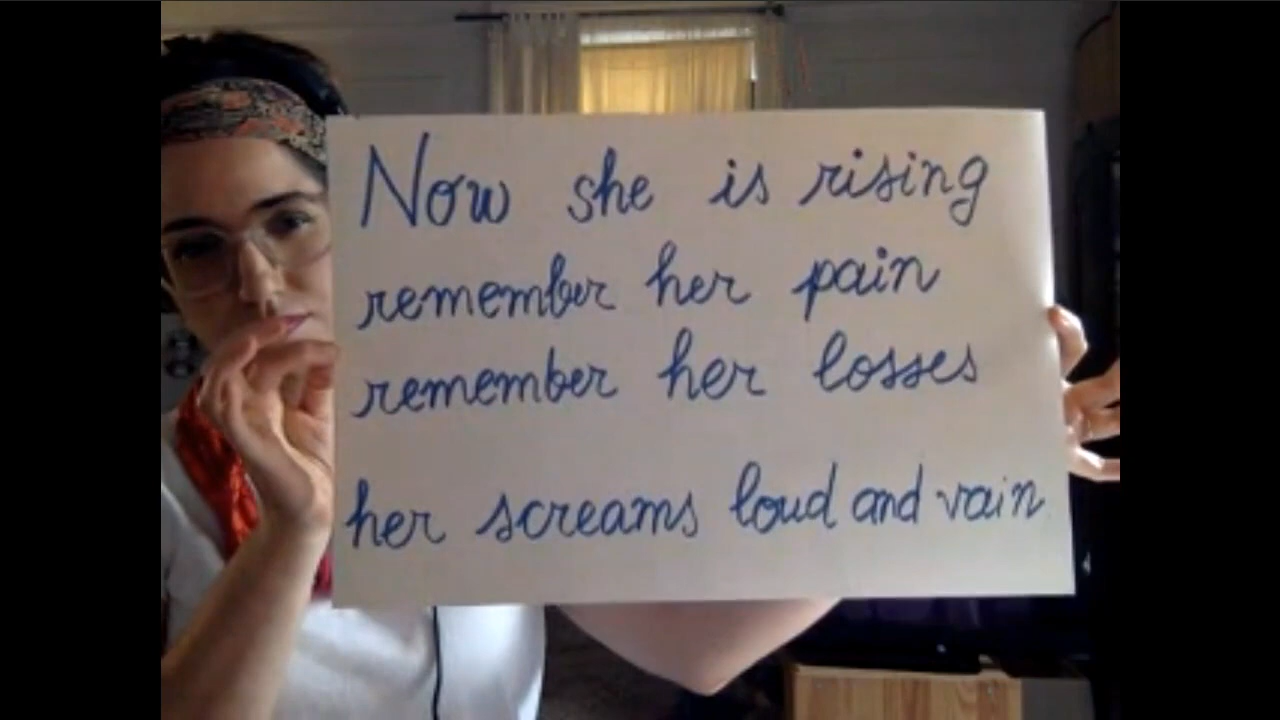 Now she is rising
remember her pain
remember her losses
her screams loud and vain